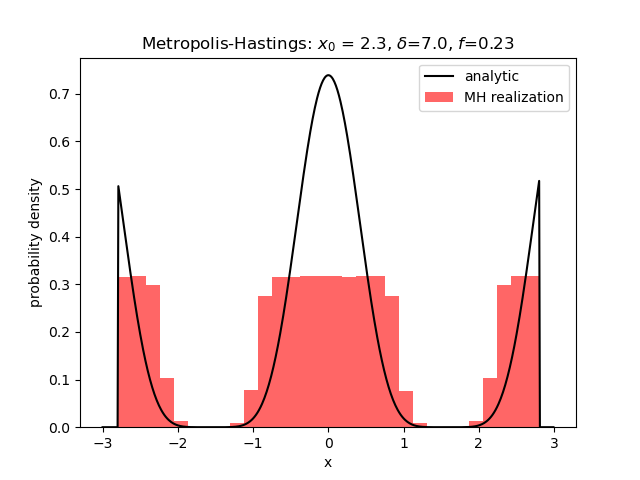 Metropolis-Hastings: x₀ = 2.3, δ=7.0, f=0.23
analytic
MH realization
probability density
0.7
0.6
0.5
0.4
0.3
0.2
0.1
0.0
−3 −2 −1 0 1 2 3
x